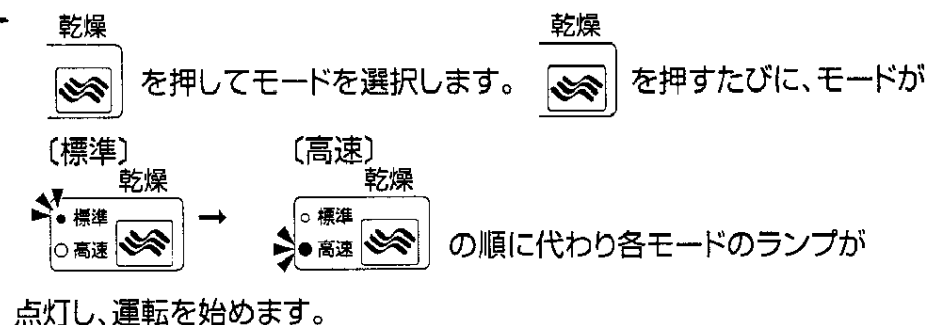 乾燥 乾燥
を押してモードを選択します。 を押すたびに、モードが
〔標準〕 〔高速〕
乾燥 乾燥
標準 → 標準
高速 高速 の順に代わり各モードのランプが
点灯し、運転を始めます。